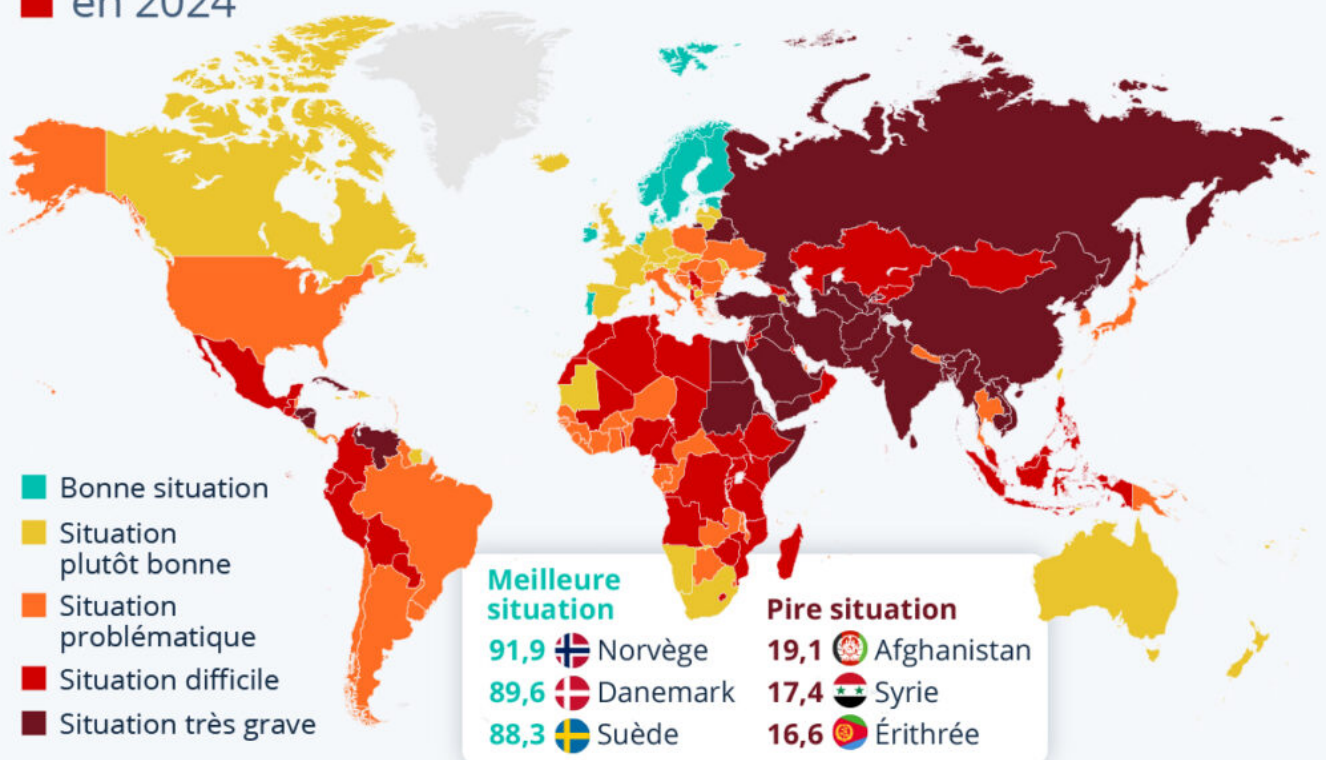 en 2024
Bonne situation
Situation
plutôt bonne
Situation
problématique
Situation difficile
Situation très grave
Meilleure
situation
91,9 Norvège
89,6 Danemark
88,3 Suède
Pire situation
19,1 Afghanistan
17,4 Syrie
16,6 Érithrée